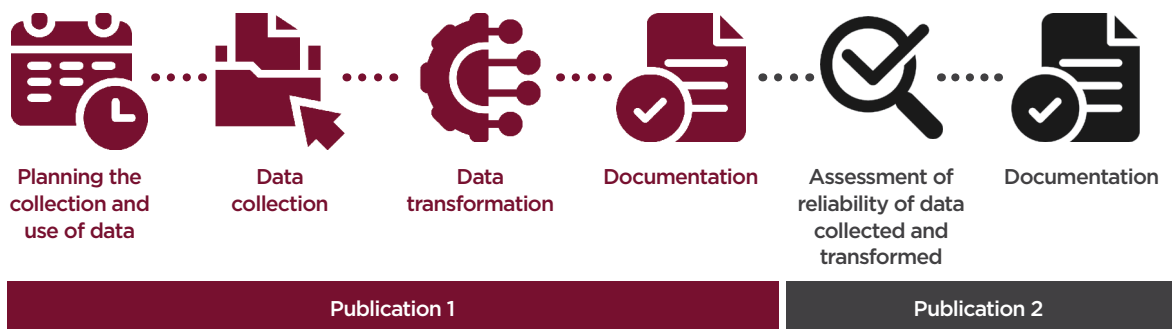 Planning the
collection and
use of data
Data
collection
Data
transformation
Documentation
Assessment of
reliability of data
collected and
transformed
Documentation
Publication 1
Publication 2